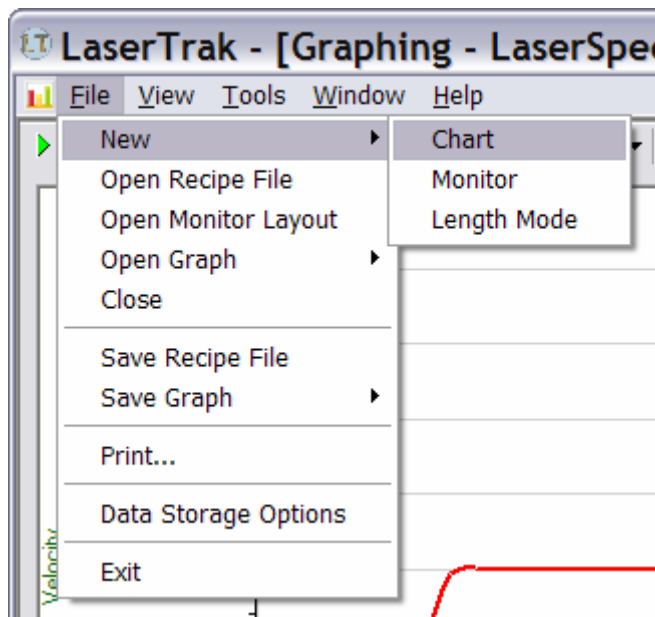 LT LaserTrak - [Graphing - LaserSpe
File View Tools Window Help
New
Chart
Open Recipe File
Monitor
Open Monitor Layout
Length Mode
Open Graph
Close
Save Recipe File
Save Graph
Print...
Data Storage Options
Exit
Velocity